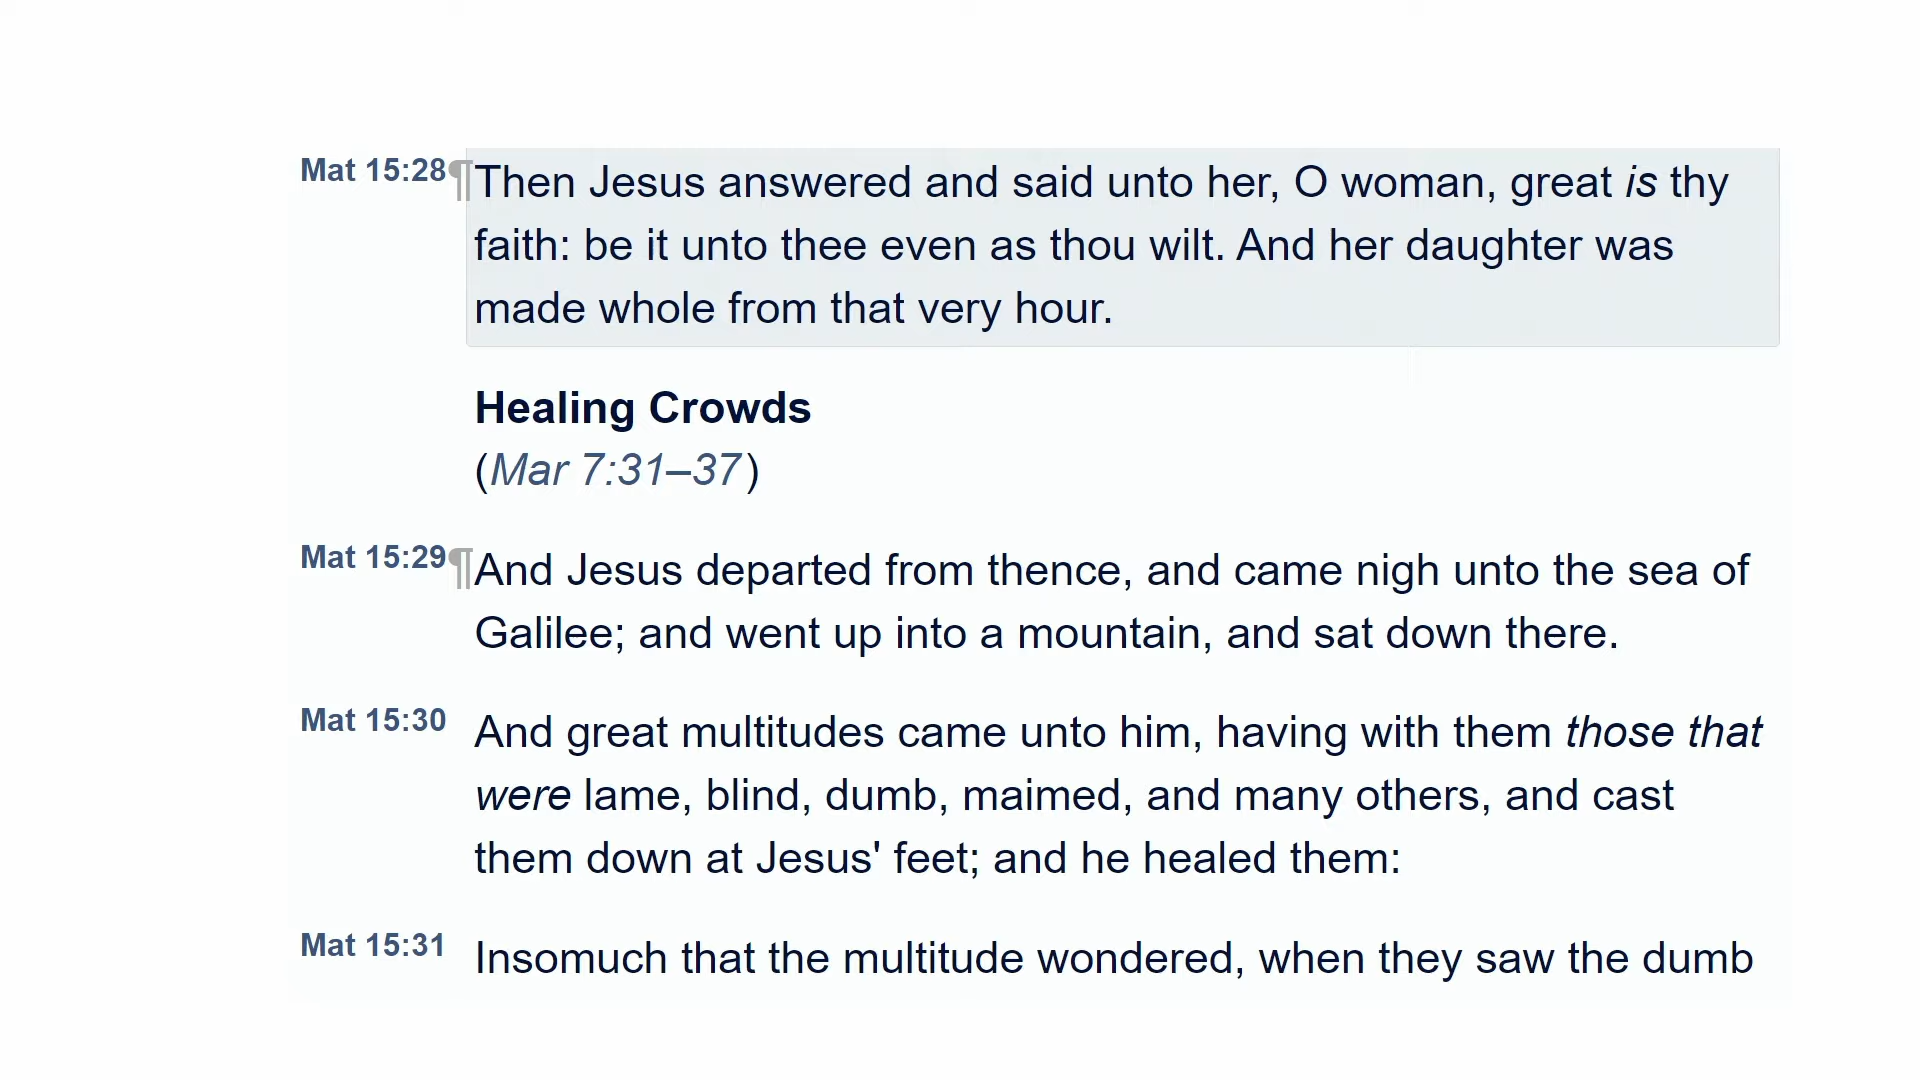 Mat 15:28 ¶Then Jesus answered and said unto her, O woman, great is thy
faith: be it unto thee even as thou wilt. And her daughter was
made whole from that very hour.
Healing Crowds
(Mar 7:31–37)
Mat 15:29 ¶And Jesus departed from thence, and came nigh unto the sea of
Galilee; and went up into a mountain, and sat down there.
Mat 15:30 And great multitudes came unto him, having with them those that
were lame, blind, dumb, maimed, and many others, and cast
them down at Jesus' feet; and he healed them:
Mat 15:31 Insomuch that the multitude wondered, when they saw the dumb